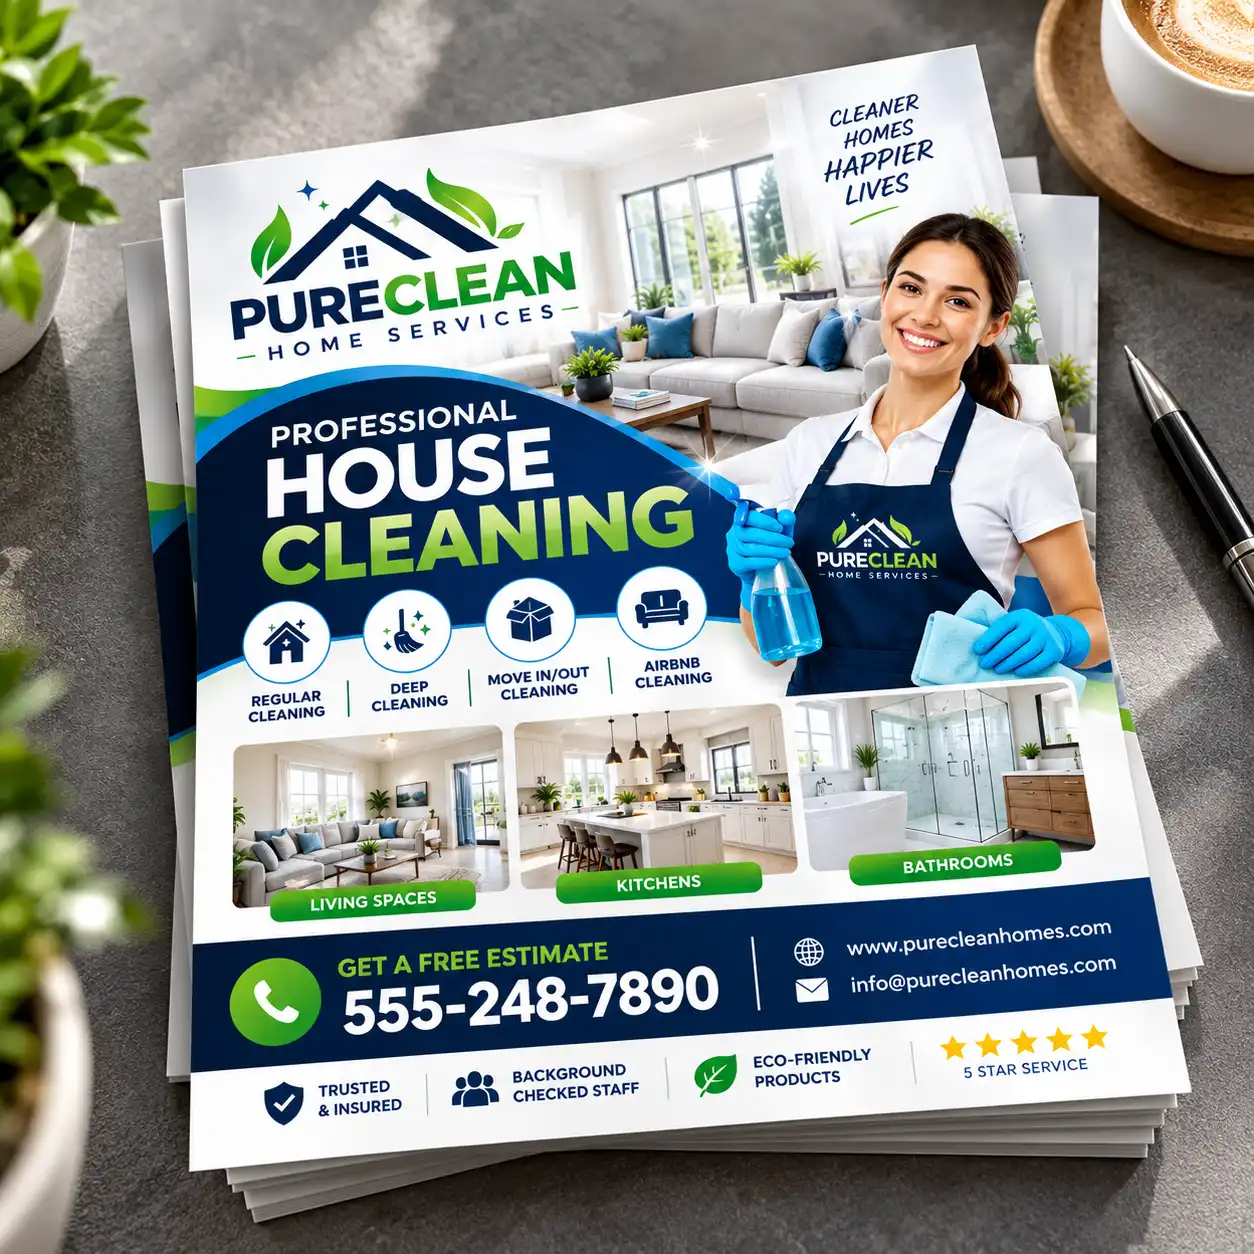 CLEANER
HOMES
HAPPIER
LIVES
PURECLEAN
HOME SERVICES
PROFESSIONAL
HOUSE
CLEANING
PURECLEAN
HOME SERVICES
REGULAR
CLEANING
DEEP
CLEANING
MOVE IN/OUT
CLEANING
AIRBNB
CLEANING
LIVING SPACES
KITCHENS
BATHROOMS
GET A FREE ESTIMATE
555-248-7890
www.purecleanhomes.com
info@purecleanhomes.com
TRUSTED
& INSURED
BACKGROUND
CHECKED STAFF
ECO-FRIENDLY
PRODUCTS
5 STAR SERVICE